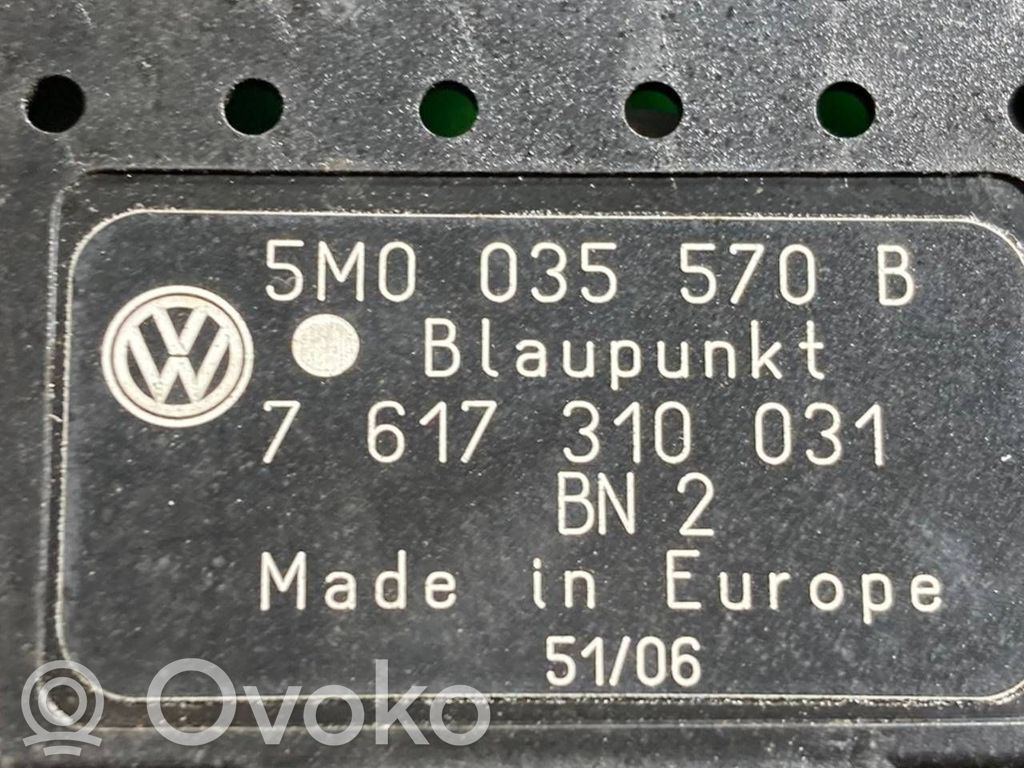 5M0 035 570 B
Blaupunkt
7 617 310 031
BN 2
Made in Europe
51/06
Ovoko